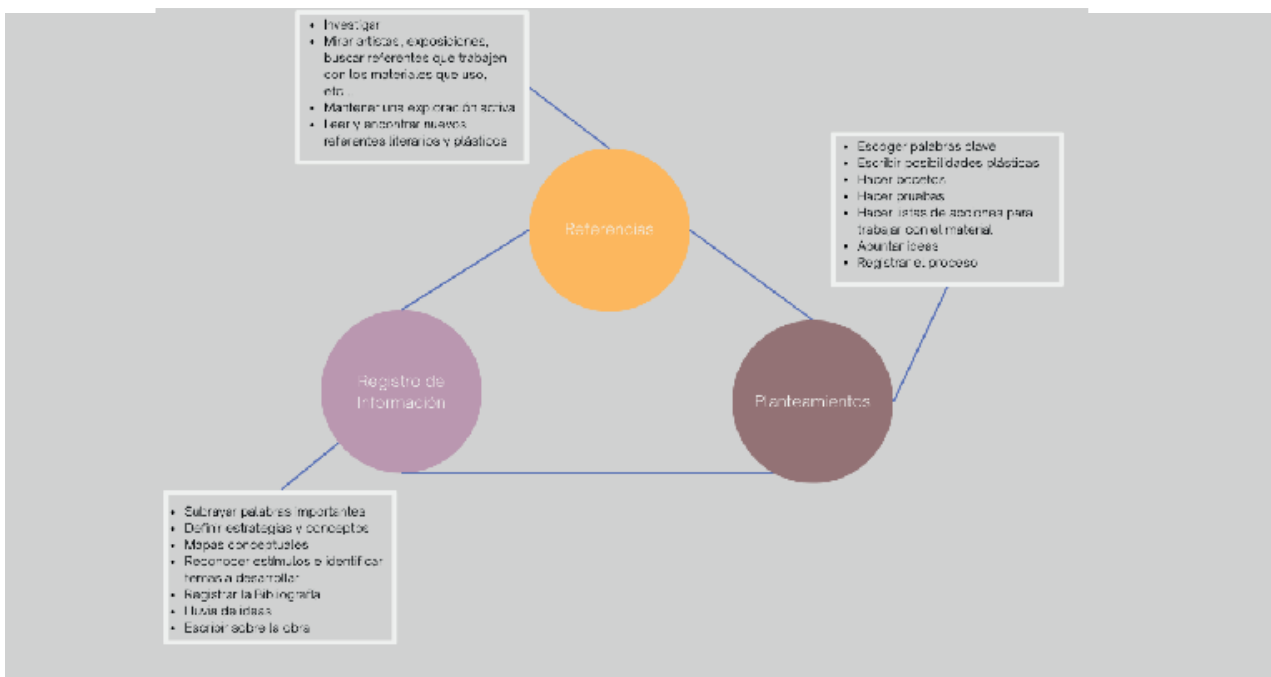 • Investigar
• Mirar artistas, exposiciones,
buscar referentes que trabajen
con los materiales que uso,
etc...
• Mantener una exploración activa
• Leer y encontrar nuevos
referentes literarios y plásticos
• Escoger palabras clave
• Escribir posibilidades plásticas
• Hacer bocetos
• Hacer pruebas
• Hacer listas de acciones para
trabajar con el material
• Apuntar ideas
• Registrar el proceso
Referencias
Registro de
Información
Planteamientos
• Subrayar palabras importantes
• Definir estrategias y conceptos
• Mapas conceptuales
• Reconocer estímulos e identificar
temas a desarrollar
• Registrar la Bibliografía
• Lluvia de ideas
• Escribir sobre la obra